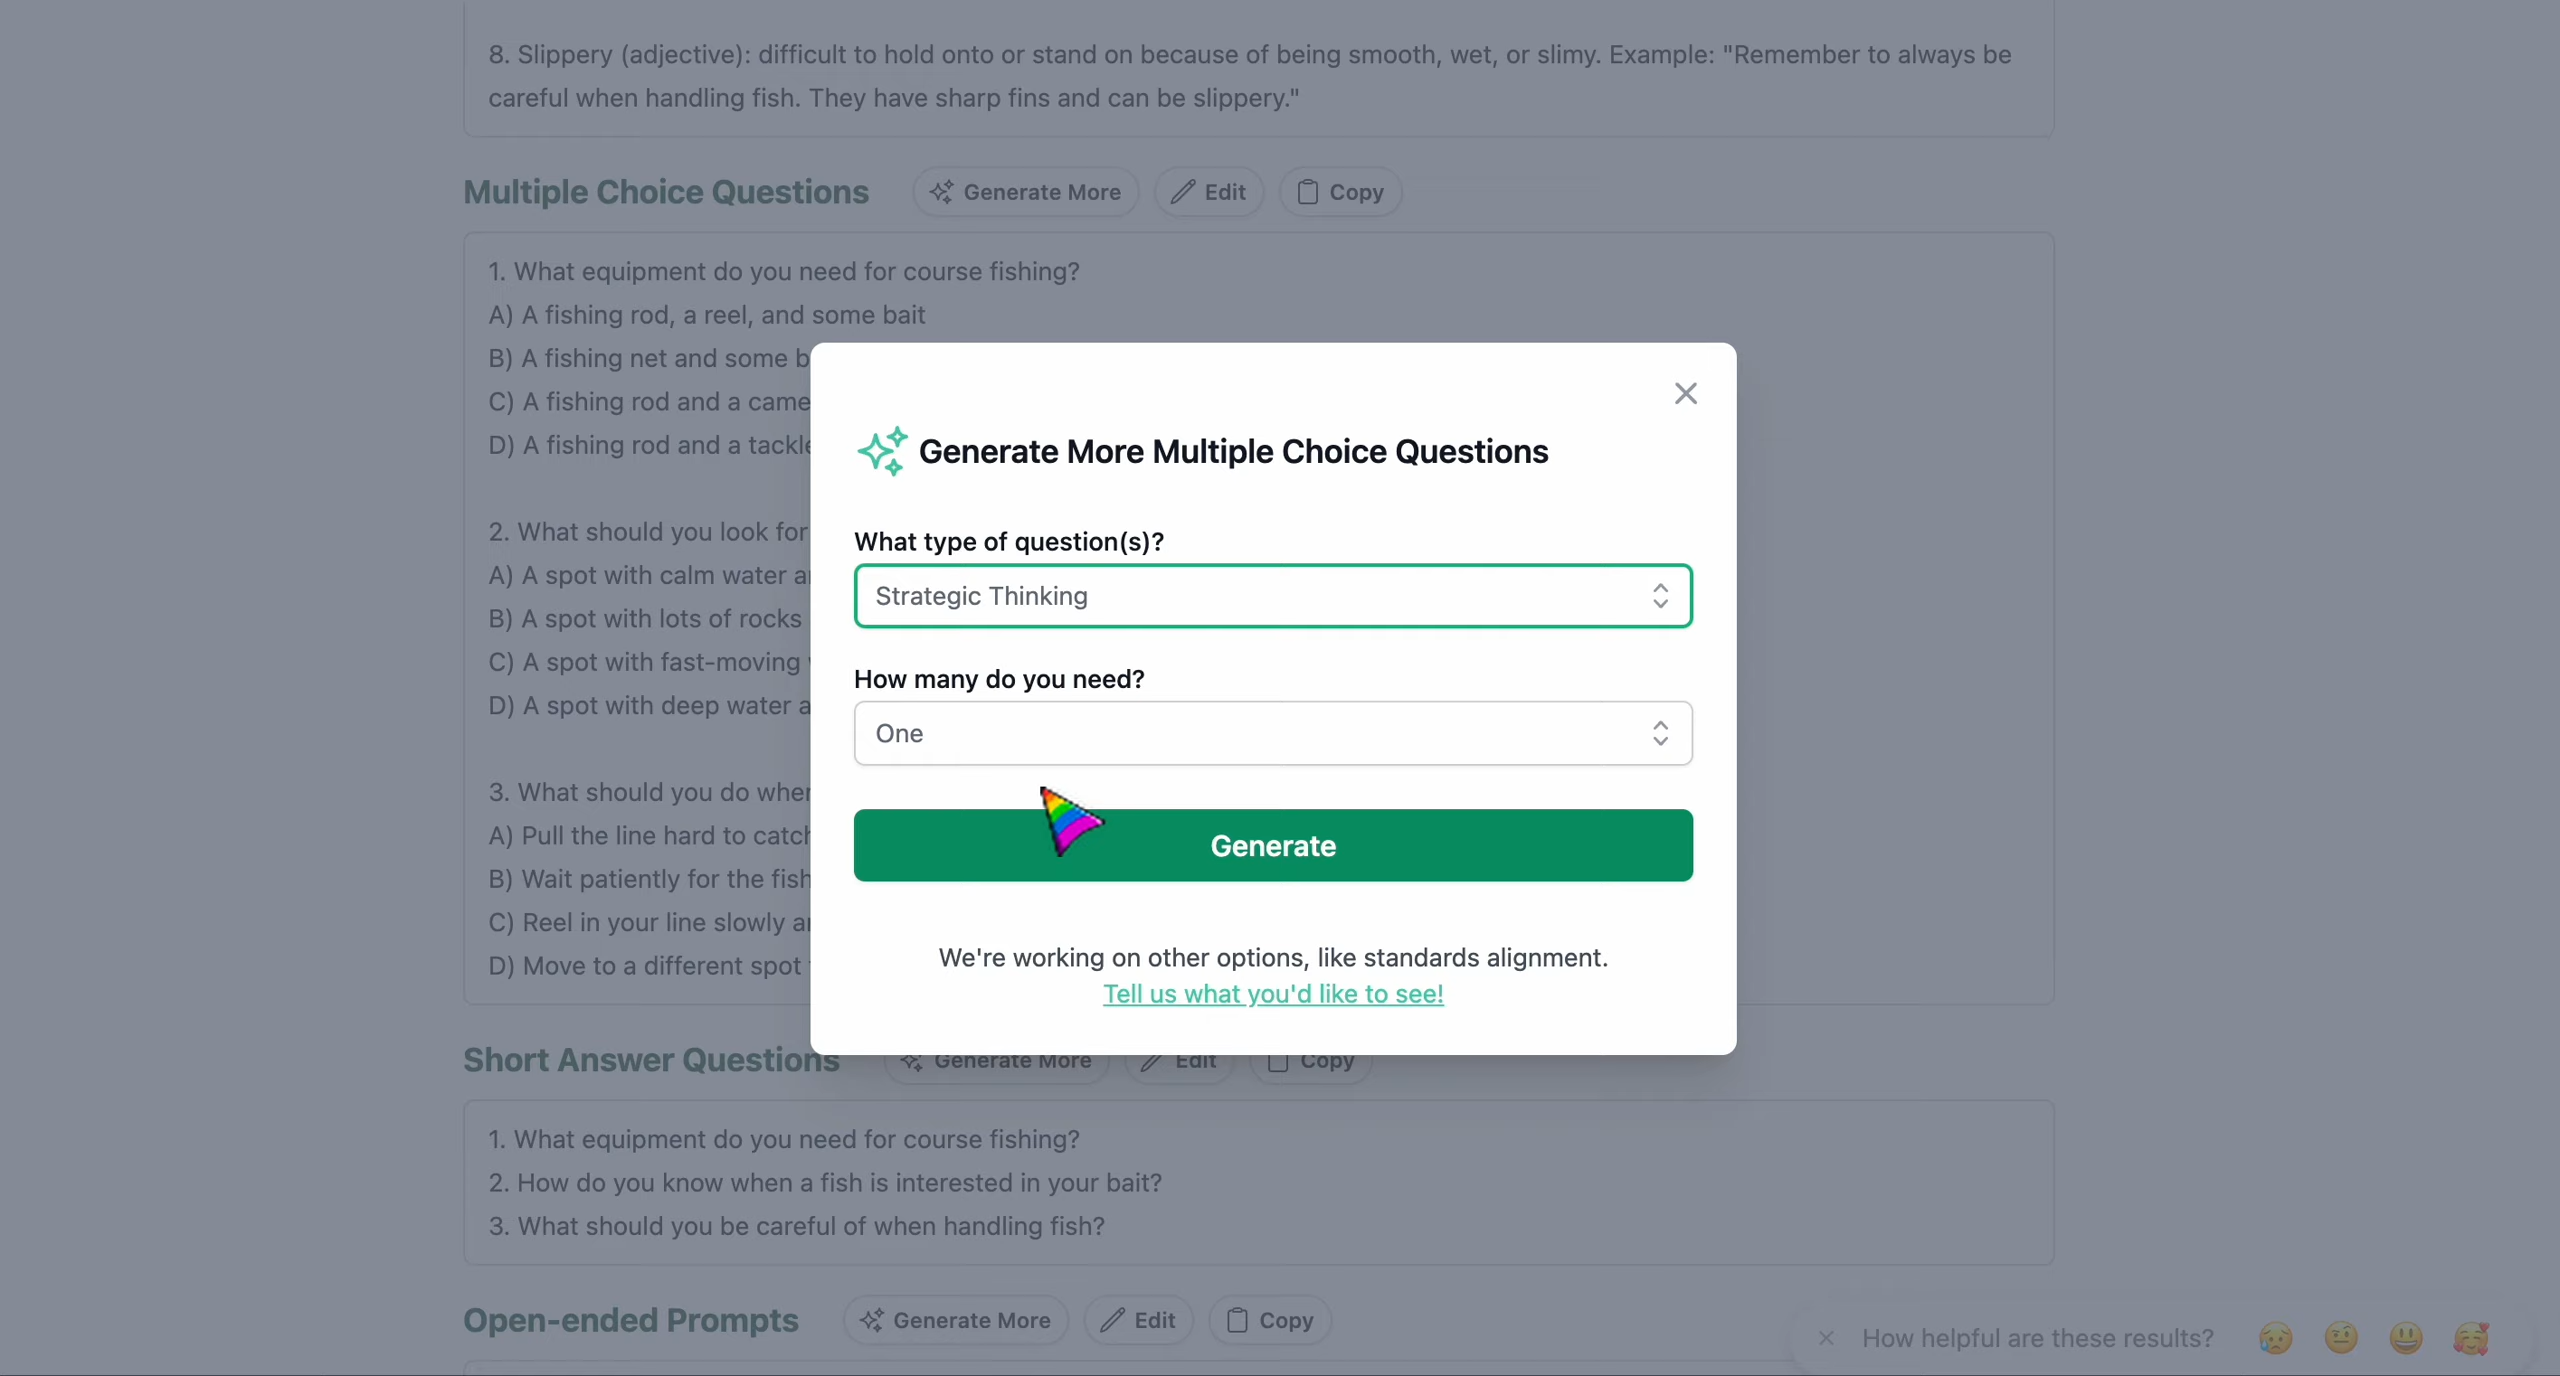 8. Slippery (adjective): difficult to hold onto or stand on because of being smooth, wet, or slimy. Example: "Remember to always be
careful when handling fish. They have sharp fins and can be slippery."
Multiple Choice Questions
Generate More
Edit
Copy
1. What equipment do you need for course fishing?
A) A fishing rod, a reel, and some bait
B) A fishing net and some
C) A fishing rod and a
D) A fishing rod and a
2. What should you look for
A) A spot with calm water
B) A spot with lots of rocks
C) A spot with fast-moving
D) A spot with deep water
3. What should you do
A) Pull the line hard to
B) Wait patiently for the
C) Reel in your line slowly
D) Move to a different spot
Generate More Multiple Choice Questions
What type of question(s)?
Strategic Thinking
How many do you need?
One
Generate
We're working on other options, like standards alignment.
Tell us what you'd like to see!
Short Answer Questions
Generate More
Edit
Copy
1. What equipment do you need for course fishing?
2. How do you know when a fish is interested in your bait?
3. What should you be careful of when handling fish?
Open-ended Prompts
Generate More
Edit
Copy
How helpful are these results?